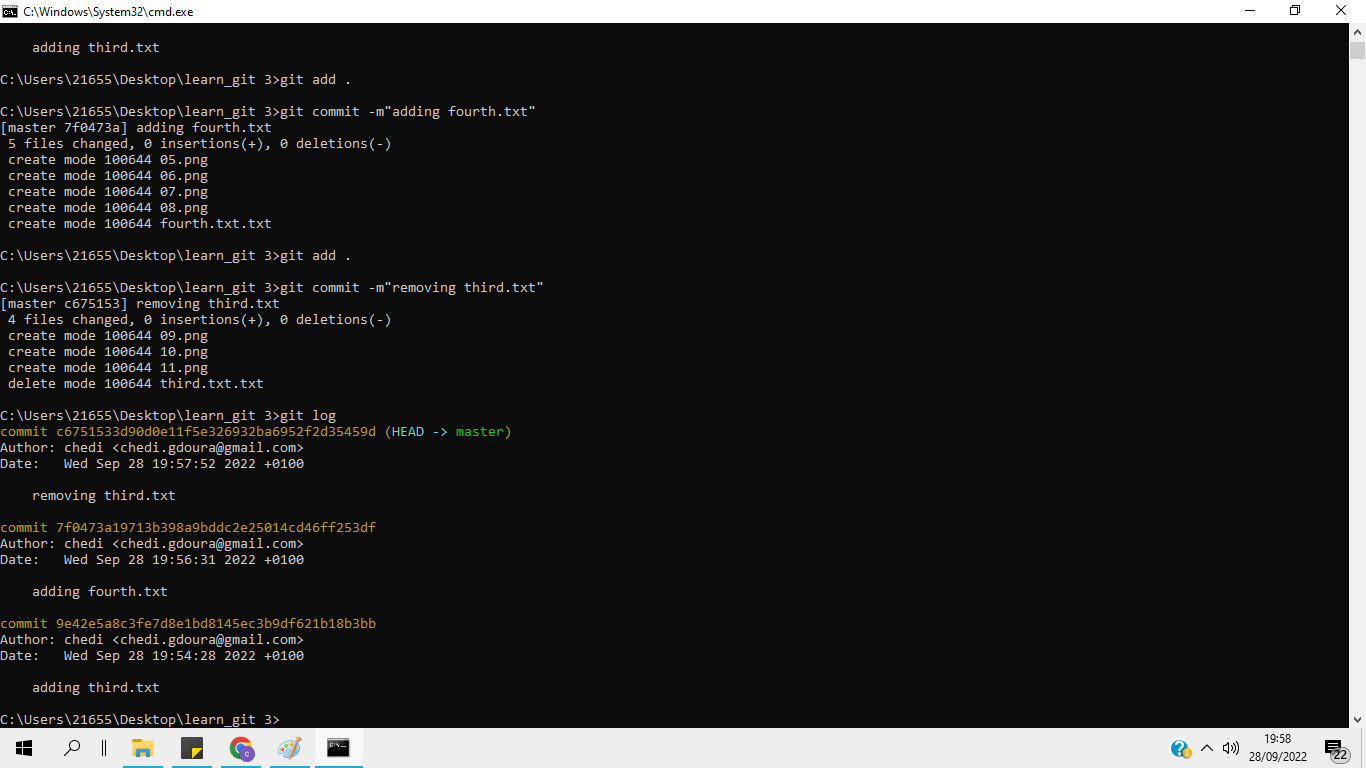 C:\Windows\System32\cmd.exe
adding third.txt
C:\Users\21655\Desktop\learn_git 3>git add .
C:\Users\21655\Desktop\learn_git 3>git commit -m"adding fourth.txt"
[master 7f0473a] adding fourth.txt
5 files changed, 0 insertions(+), 0 deletions(-)
create mode 100644 05.png
create mode 100644 06.png
create mode 100644 07.png
create mode 100644 08.png
create mode 100644 fourth.txt.txt
C:\Users\21655\Desktop\learn_git 3>git add .
C:\Users\21655\Desktop\learn_git 3>git commit -m"removing third.txt"
[master c675153] removing third.txt
4 files changed, 0 insertions(+), 0 deletions(-)
create mode 100644 09.png
create mode 100644 10.png
create mode 100644 11.png
delete mode 100644 third.txt.txt
C:\Users\21655\Desktop\learn_git 3>git log
commit c6751533d90d0e11f5e326932ba6952f2d35459d (HEAD -> master)
Author: chedi <chedi.gdoura@gmail.com>
Date:   Wed Sep 28 19:57:52 2022 +0100
removing third.txt
commit 7f0473a19713b398a9bddc2e25014cd46ff253df
Author: chedi <chedi.gdoura@gmail.com>
Date:   Wed Sep 28 19:56:31 2022 +0100
adding fourth.txt
commit 9e42e5a8c3fe7d8e1bd8145ec3b9df621b18b3bb
Author: chedi <chedi.gdoura@gmail.com>
Date:   Wed Sep 28 19:54:28 2022 +0100
adding third.txt
C:\Users\21655\Desktop\learn_git 3>
19:58
28/09/2022
22